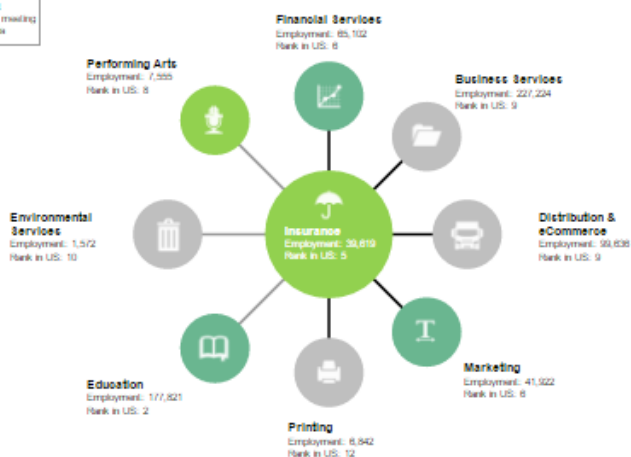 meeting
Financial Services
Employment: 65,102
Rank in US: 6
Performing Arts
Employment: 7,555
Rank in US: 8
Business Services
Employment: 227,224
Rank in US: 9
Environmental
Services
Employment: 1,572
Rank in US: 10
Insurance
Employment: 39,619
Rank in US: 5
Distribution &
eCommerce
Employment: 99,636
Rank in US: 9
T
Marketing
Employment: 41,922
Rank in US: 6
Education
Employment: 177,821
Rank in US: 2
Printing
Employment: 6,842
Rank in US: 12